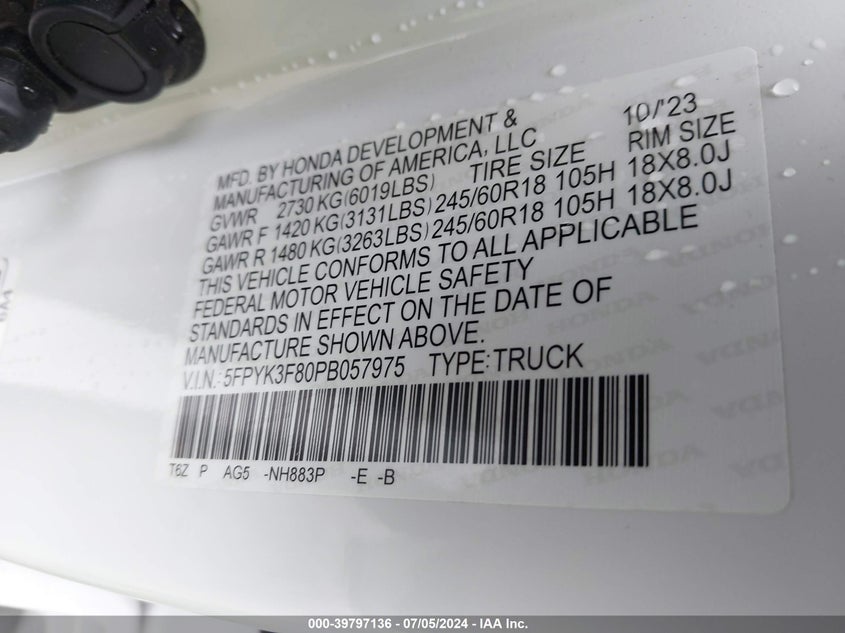 MFD. BY HONDA DEVELOPMENT & 10/'23
MANUFACTURING OF AMERICA, LLC
GVWR 2730 KG(6019LBS) TIRE SIZE RIM SIZE
GAWR F 1420 KG(3131LBS) 245/60R18 105H 18X8.0J
GAWR R 1480 KG(3263LBS) 245/60R18 105H 18X8.0J
THIS VEHICLE CONFORMS TO ALL APPLICABLE
FEDERAL MOTOR VEHICLE SAFETY
STANDARDS IN EFFECT ON THE DATE OF
MANUFACTURE SHOWN ABOVE.
V.I.N.: 5FPYK3F80PB057975 TYPE: TRUCK
T6Z P AG5 -NH883P -E -B
000-39797136 - 07/05/2024 - IAA Inc.